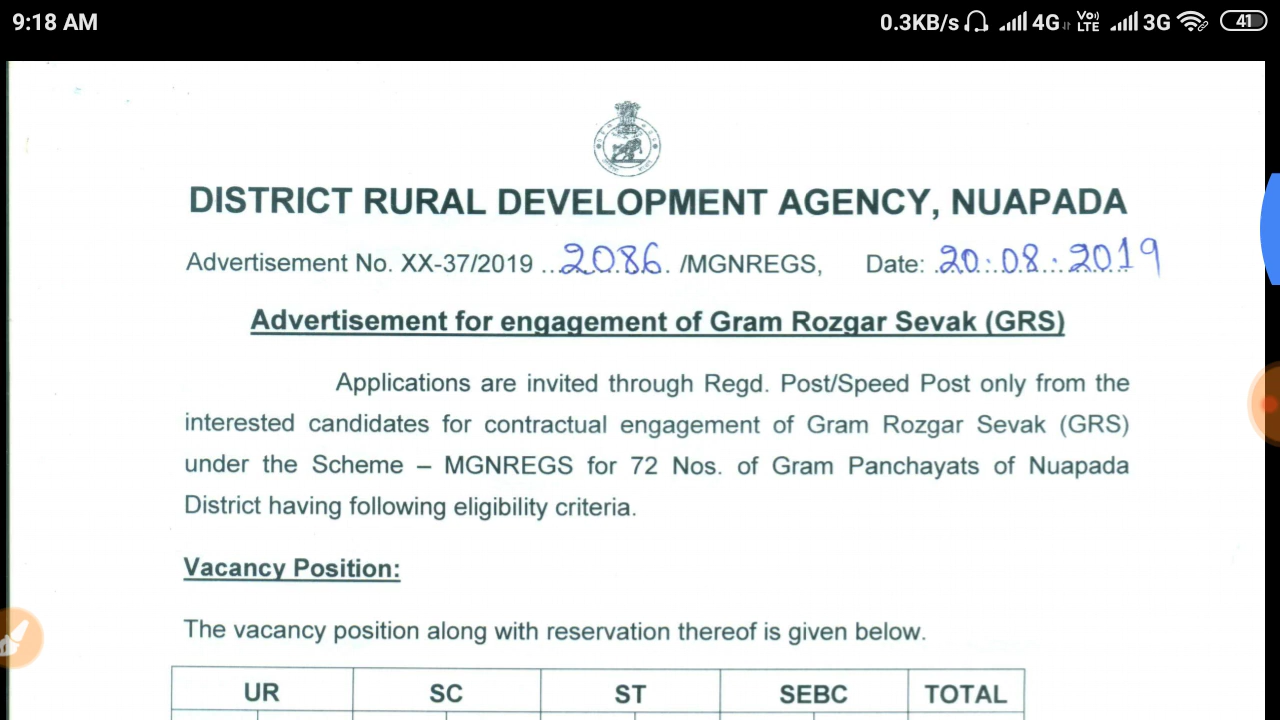 9:18 AM 0.3KB/s 4G Vo) LTE 3G 41
DISTRICT RURAL DEVELOPMENT AGENCY, NUAPADA
Advertisement No. XX-37/2019 ...2086. /MGNREGS, Date: .20.:.08...:.2019
Advertisement for engagement of Gram Rozgar Sevak (GRS)
Applications are invited through Regd. Post/Speed Post only from the
interested candidates for contractual engagement of Gram Rozgar Sevak (GRS)
under the Scheme – MGNREGS for 72 Nos. of Gram Panchayats of Nuapada
District having following eligibility criteria.
Vacancy Position:
The vacancy position along with reservation thereof is given below.
UR SC ST SEBC TOTAL